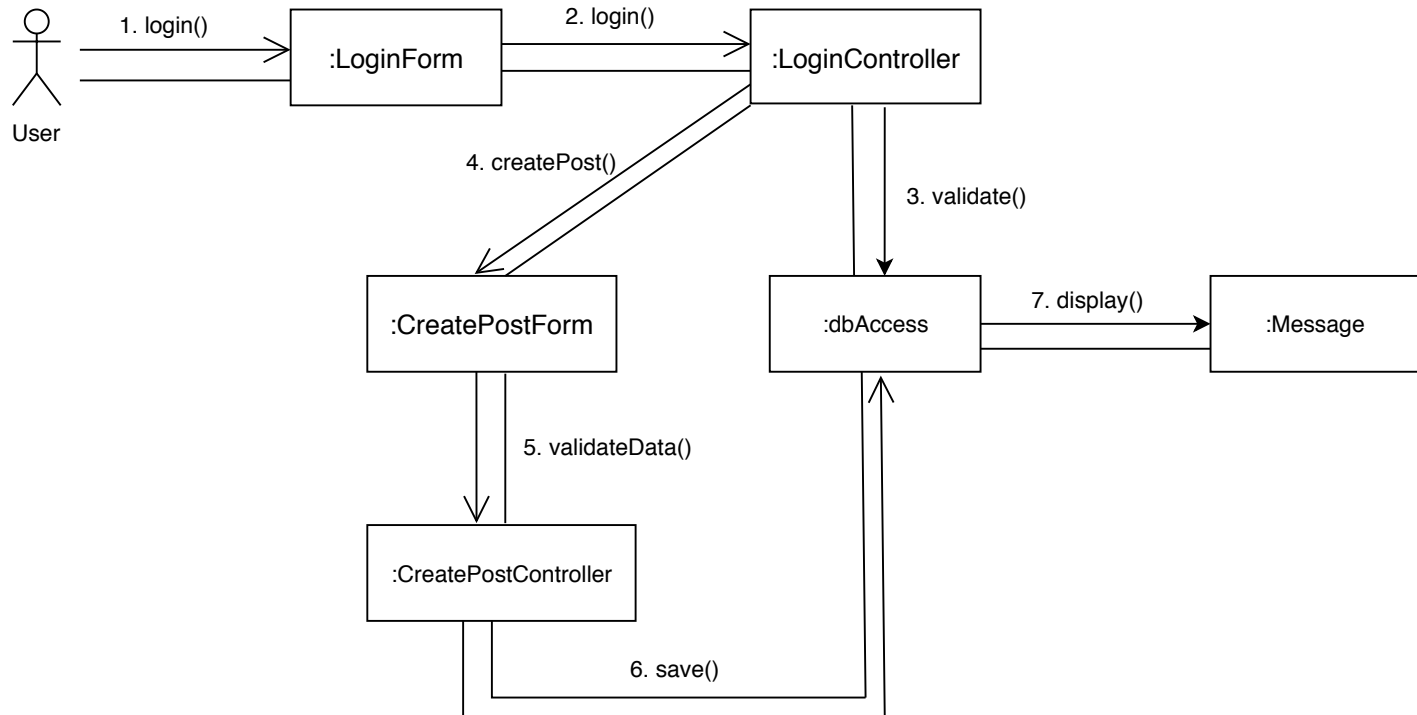 1. login()
2. login()
:LoginForm
:LoginController
User
4. createPost()
3. validate()
:CreatePostForm
:dbAccess
7. display()
:Message
5. validateData()
:CreatePostController
6. save()